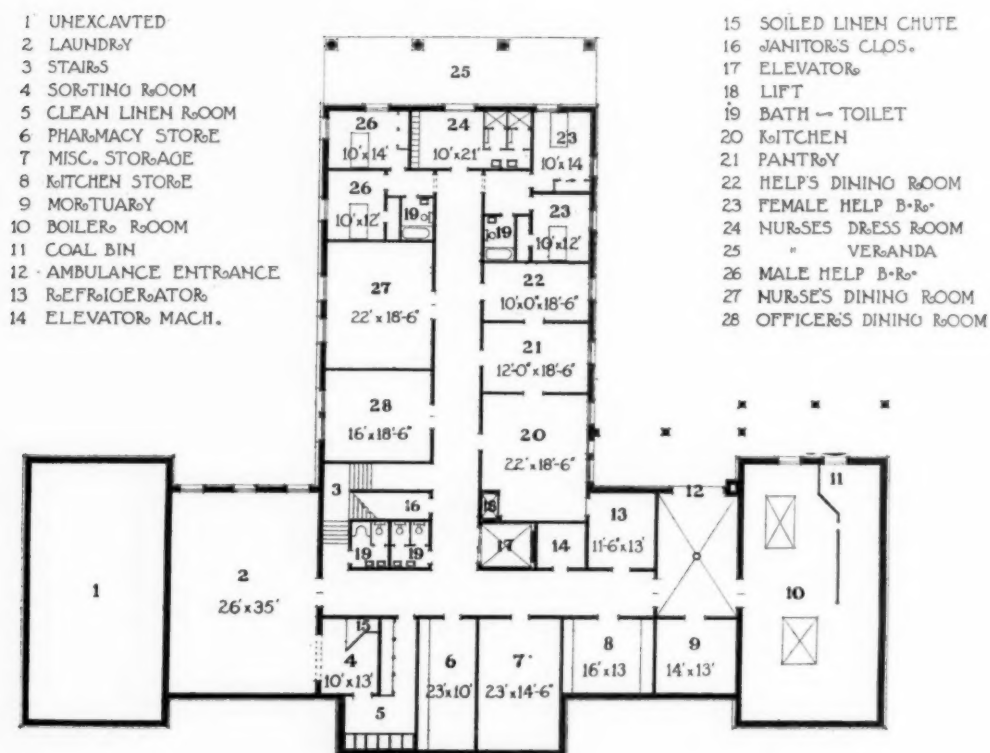 1 UNEXCAVTED
2 LAUNDRY
3 STAIRS
4 SORTING ROOM
5 CLEAN LINEN ROOM
6 PHARMACY STORE
7 MISC. STORAGE
8 KITCHEN STORE
9 MORTUARY
10 BOILER ROOM
11 COAL BIN
12 AMBULANCE ENTRANCE
13 REFRIGERATOR
14 ELEVATOR MACH.
15 SOILED LINEN CHUTE
16 JANITOR'S CLOS.
17 ELEVATOR
18 LIFT
19 BATH ~ TOILET
20 KITCHEN
21 PANTRY
22 HELP'S DINING ROOM
23 FEMALE HELP B.R.
24 NURSES DRESS ROOM
25 " VERANDA
26 MALE HELP B.R.
27 NURSE'S DINING ROOM
28 OFFICER'S DINING ROOM
25
26
10'x14'
24
10'x21'
23
10'x14
26
10'x12'
19
19
23
10'x12'
27
22'x18'-6"
22
10'x0"x18'-6"
21
12'-0"x18'-6"
28
16'x18'-6"
20
22'x18'-6"
3
16
18
19
19
17
14
13
11'-6"x13'
12
11
1
2
26'x35'
10
15
4
10'x13'
5
6
23'x10'
7
23'x14'-6"
8
16'x13
9
14'x13'